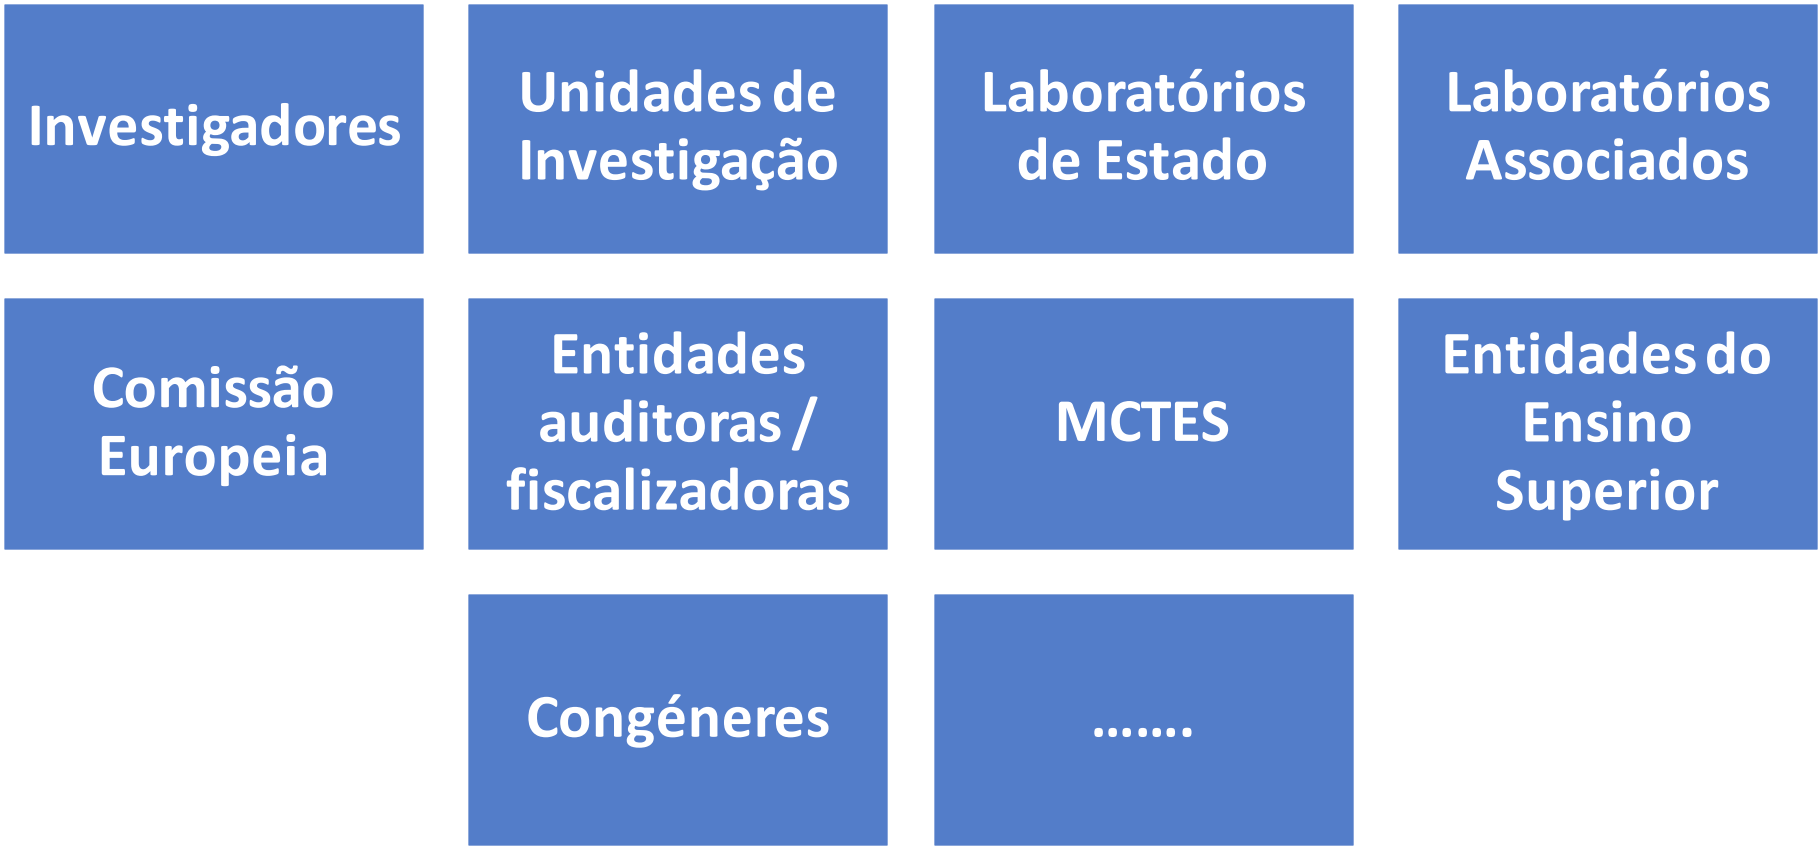 Investigadores
Unidades de
Investigação
Laboratórios
de Estado
Laboratórios
Associados
Comissão
Europeia
Entidades
auditoras /
fiscalizadoras
MCTES
Entidades do
Ensino
Superior
Congéneres
.......